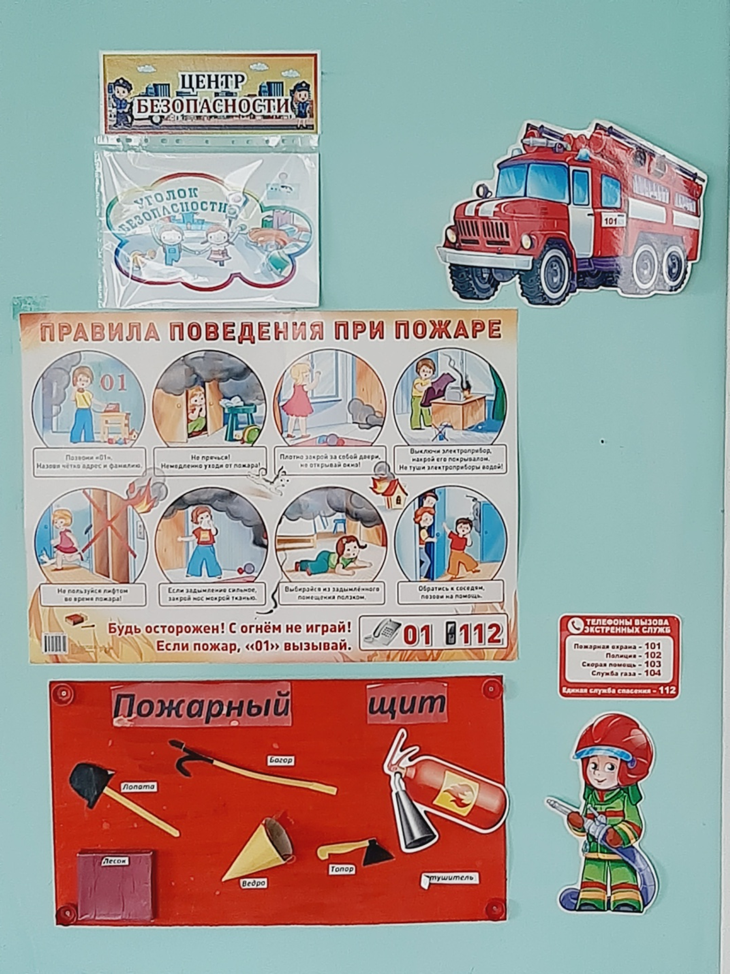 ЦЕНТР
БЕЗОПАСНОСТИ
УГОЛОК
БЕЗОПАСНОСТИ
101
ПРАВИЛА ПОВЕДЕНИЯ ПРИ ПОЖАРЕ
01
Позвони «01».
Назови чётко адрес и фамилию.
Не прячься!
Немедленно уходи от пожара!
Плотно закрой за собой двери,
но открывай окна!
Выключи электроприбор,
накрой его покрывалом.
Не туши электроприборы водой!
Не пользуйся лифтом
во время пожара!
Если задымление сильное,
закрой нос мокрой тканью.
Выбирайся из задымлённого
помещения ползком.
Обратись к соседям,
позови на помощь.
Будь осторожен! С огнём не играй!
Если пожар, «01» вызывай.
01 112
ТЕЛЕФОНЫ ВЫЗОВА
ЭКСТРЕННЫХ СЛУЖБ
Пожарная охрана - 101
Полиция - 102
Скорая помощь - 103
Служба газа - 104
Единая служба спасения - 112
Пожарный щит
Багор
Лопата
Песок
Ведро
Топор
тушитель